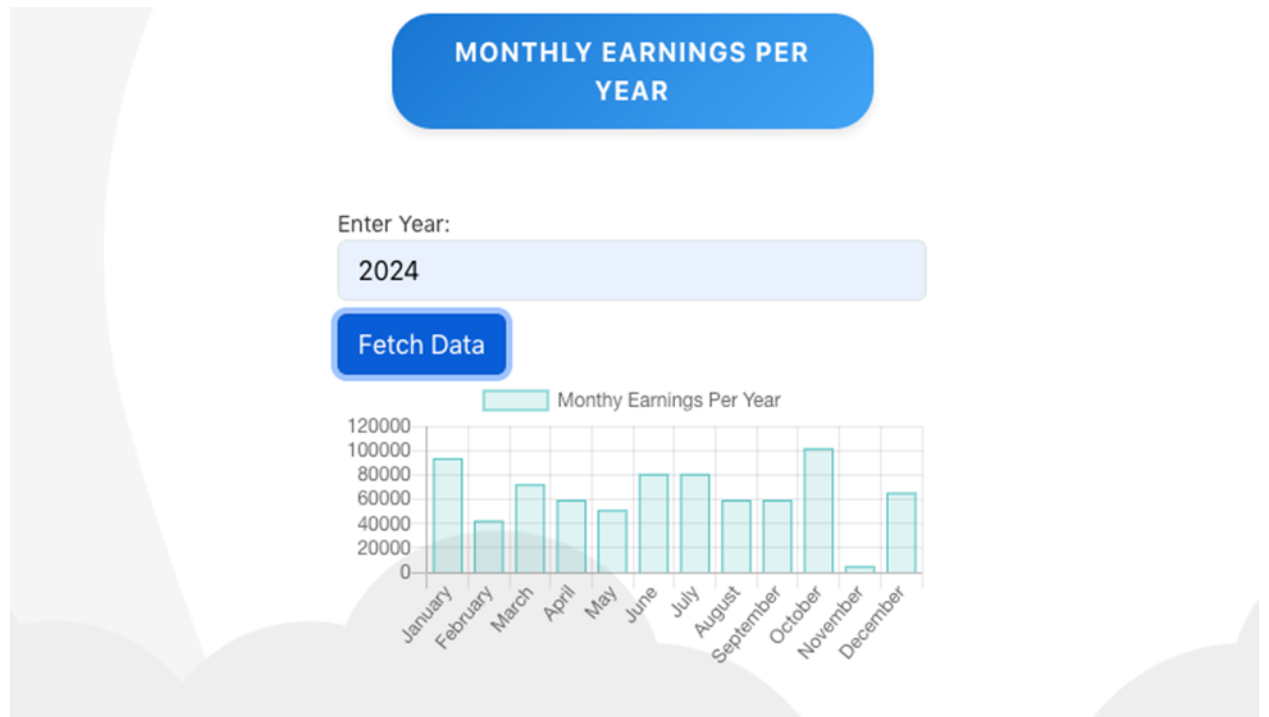 MONTHLY EARNINGS PER
YEAR
Enter Year:
2024
Fetch Data
Monthy Earnings Per Year
120000
100000
80000
60000
40000
20000
0
January February March April May June July August September October November December